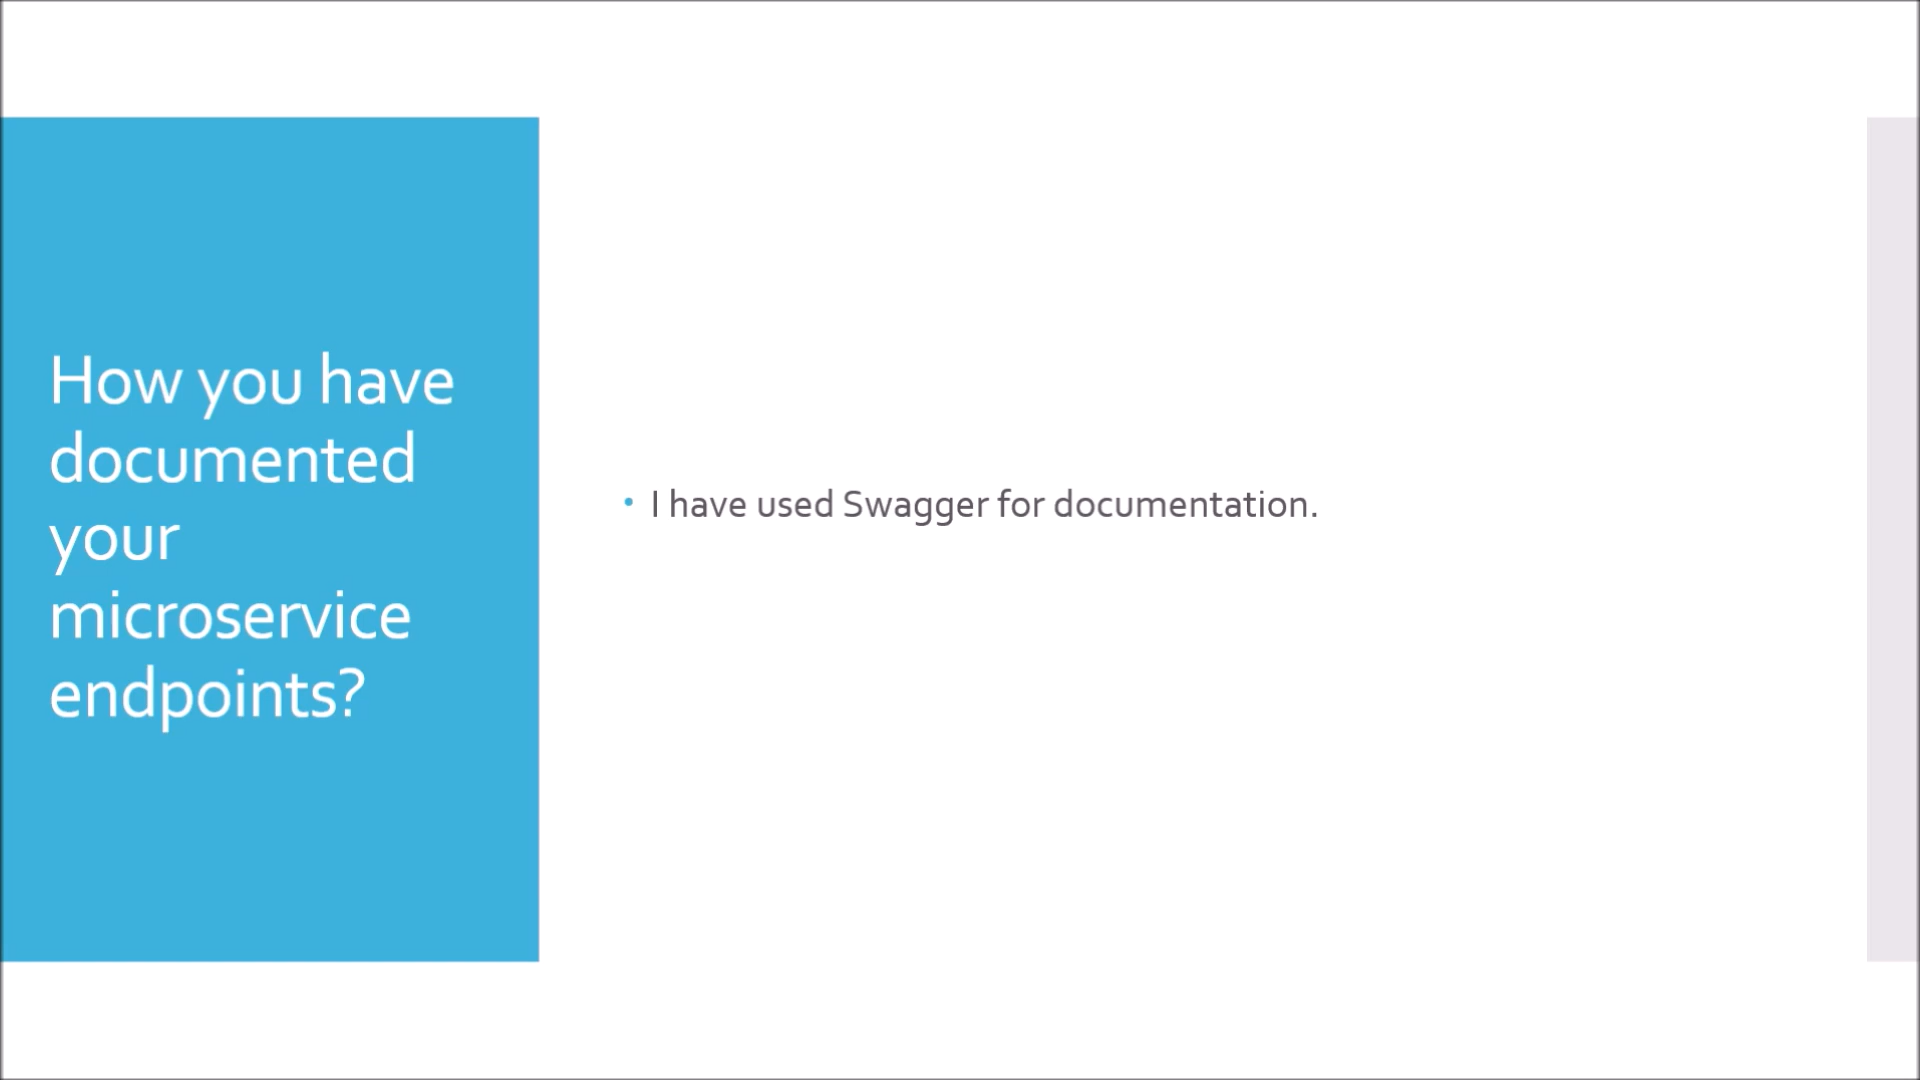 How you have
documented
your
microservice
endpoints?
• I have used Swagger for documentation.